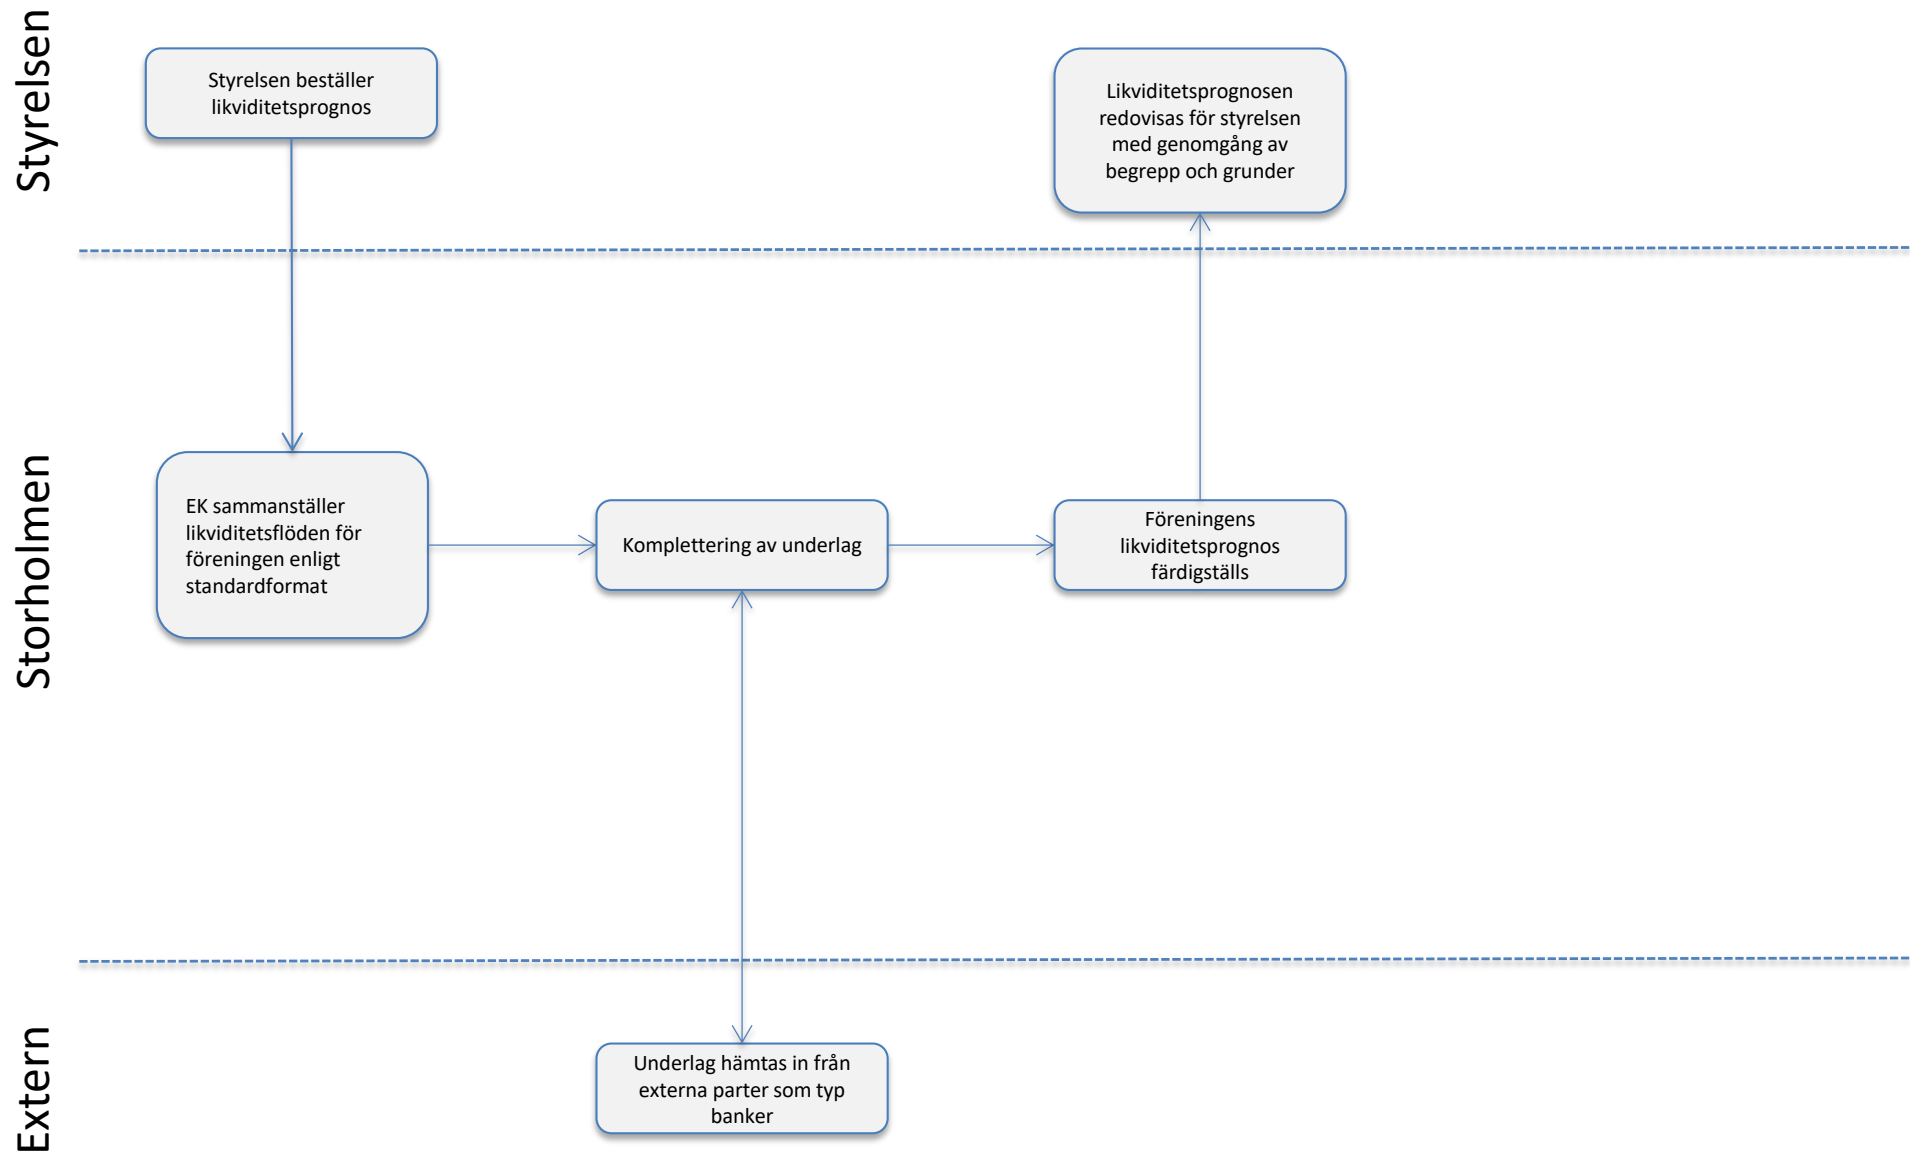 Styrelsen
Styrelsen beställer
likviditetsprognos
Likviditetsprognosen
redovisas för styrelsen
med genomgång av
begrepp och grunder
Storholmen
EK sammanställer
likviditetsflöden för
föreningen enligt
standardformat
Komplettering av underlag
Föreningens
likviditetsprognos
färdigställs
Extern
Underlag hämtas in från
externa parter som typ
banker